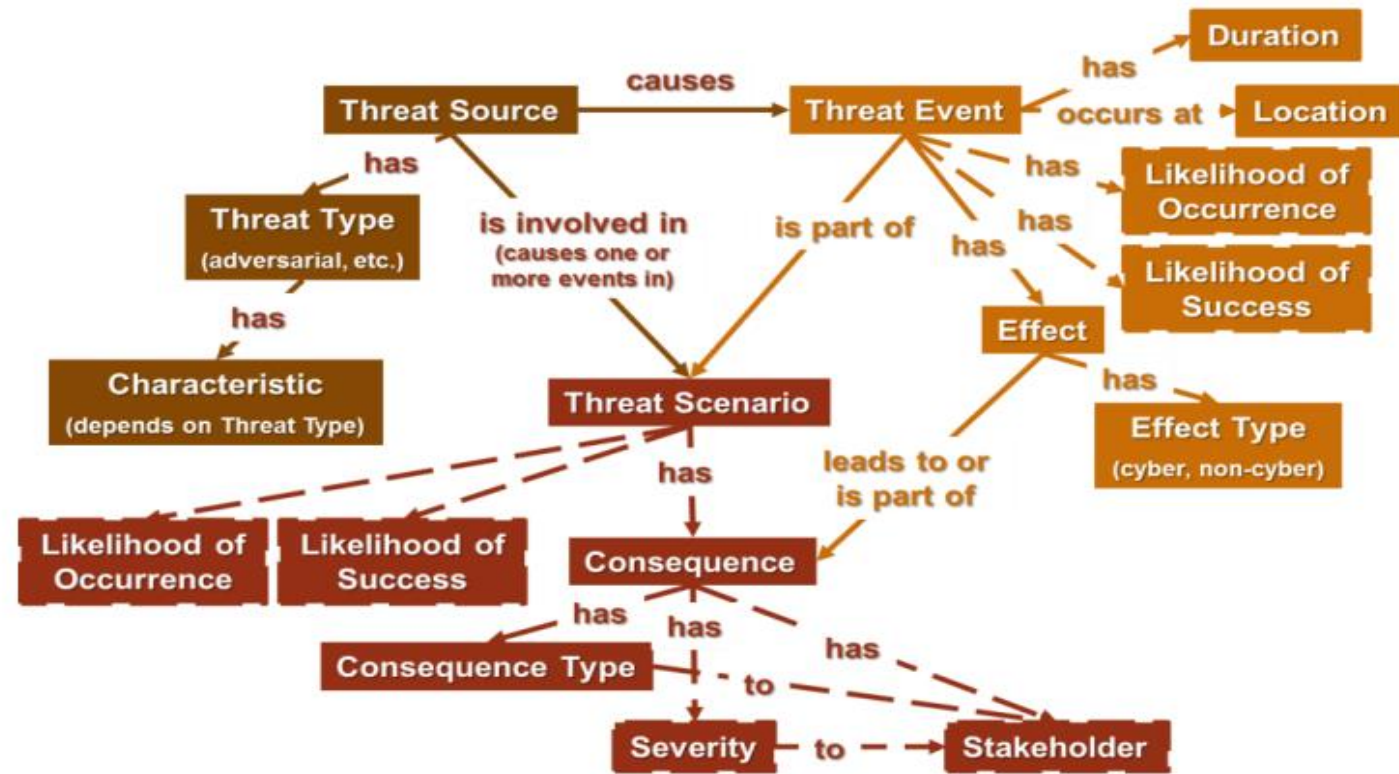 Duration
has
causes
Threat Source
Threat Event
occurs at
Location
has
has
Likelihood of
Occurrence
Threat Type
(adversarial, etc.)
is involved in
(causes one or
more events in)
is part of
has
has
Likelihood of
Success
has
Effect
Characteristic
(depends on Threat Type)
Threat Scenario
has
Effect Type
(cyber, non-cyber)
has
leads to or
is part of
Likelihood of
Occurrence
Likelihood of
Success
Consequence
has
has
has
Consequence Type
to
Severity
to
Stakeholder